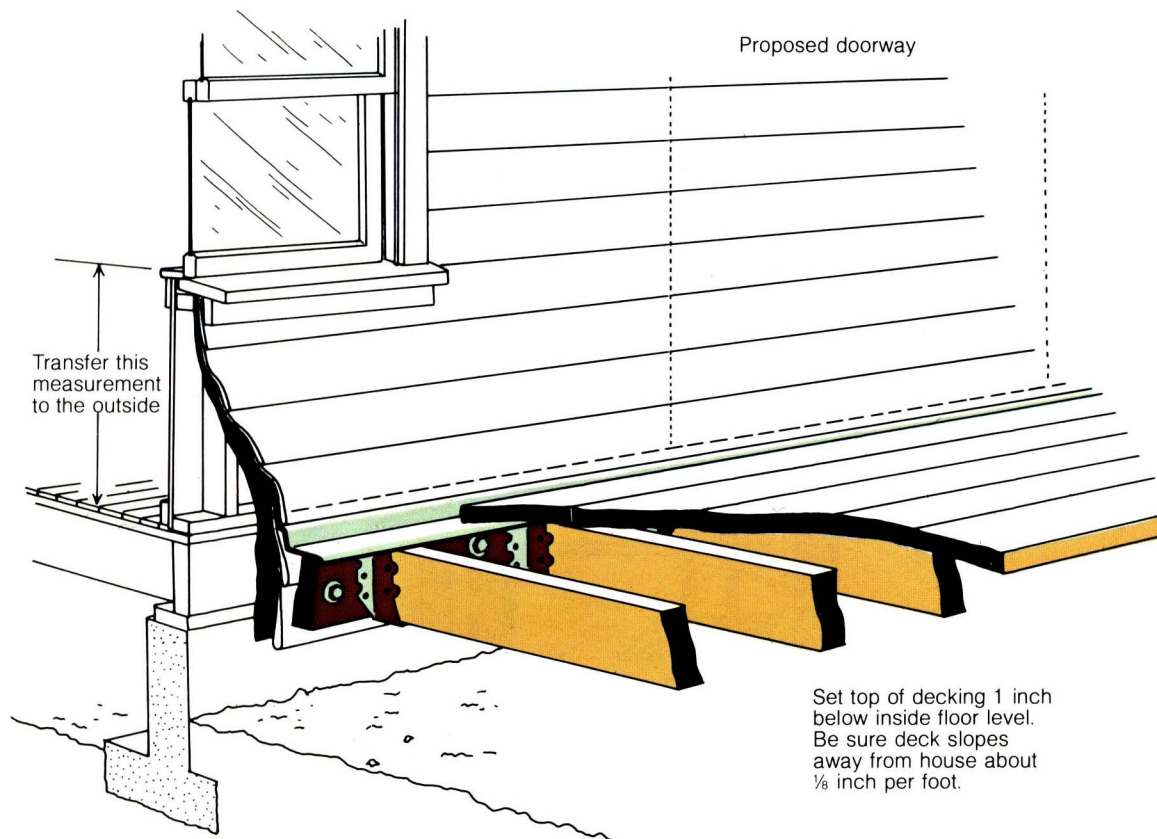 Proposed doorway
Transfer this
measurement
to the outside
Set top of decking 1 inch
below inside floor level.
Be sure deck slopes
away from house about
⅛ inch per foot.